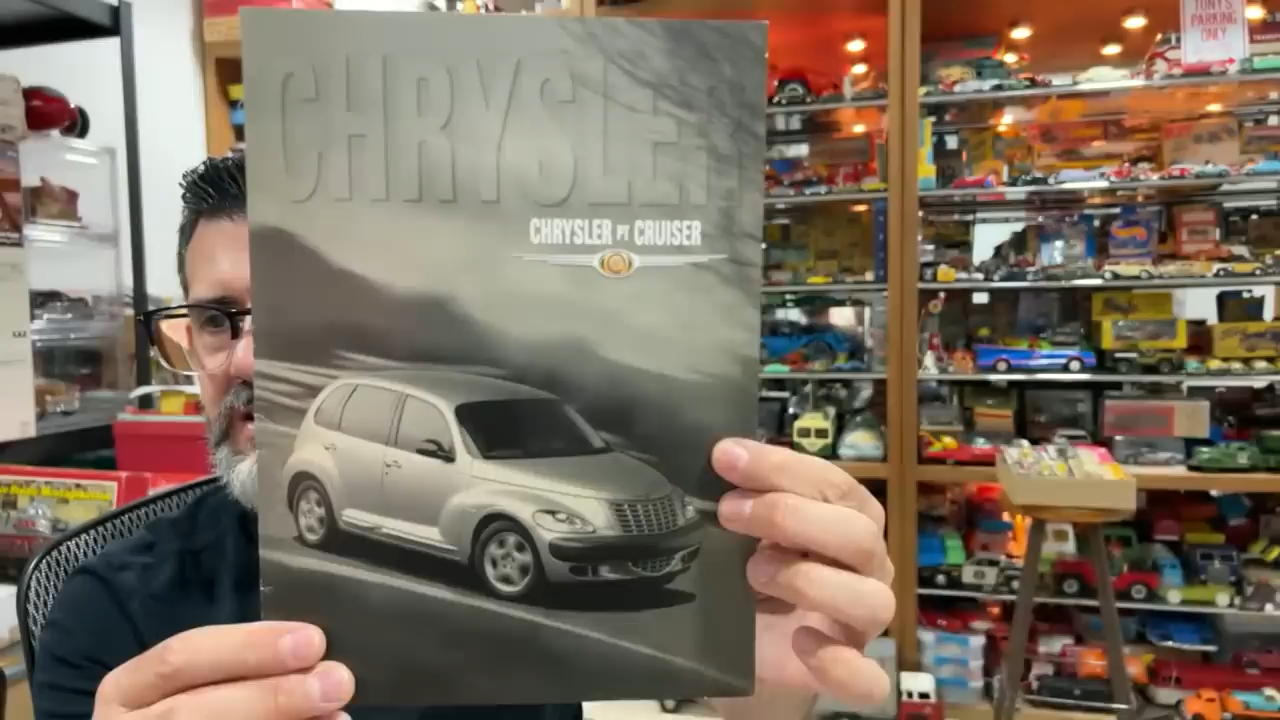 CHRYSLER
CHRYSLER PT CRUISER
TONY'S
PARKING
ONLY